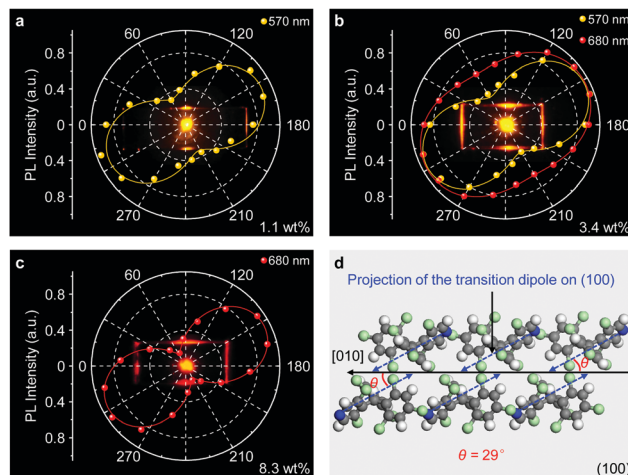 a
570 nm
60
120
0.8
0.4
0
0
180
0.4
0.8
270
210
PL Intensity (a.u.)
1.1 wt%
b
570 nm
680 nm
60
120
0.8
0.4
0
0
180
0.4
0.8
270
210
PL Intensity (a.u.)
3.4 wt%
c
680 nm
60
120
0.8
0.4
0
0
180
0.4
0.8
270
210
PL Intensity (a.u.)
8.3 wt%
d
Projection of the transition dipole on (100)
[010]
θ
θ
θ = 29°
(100)